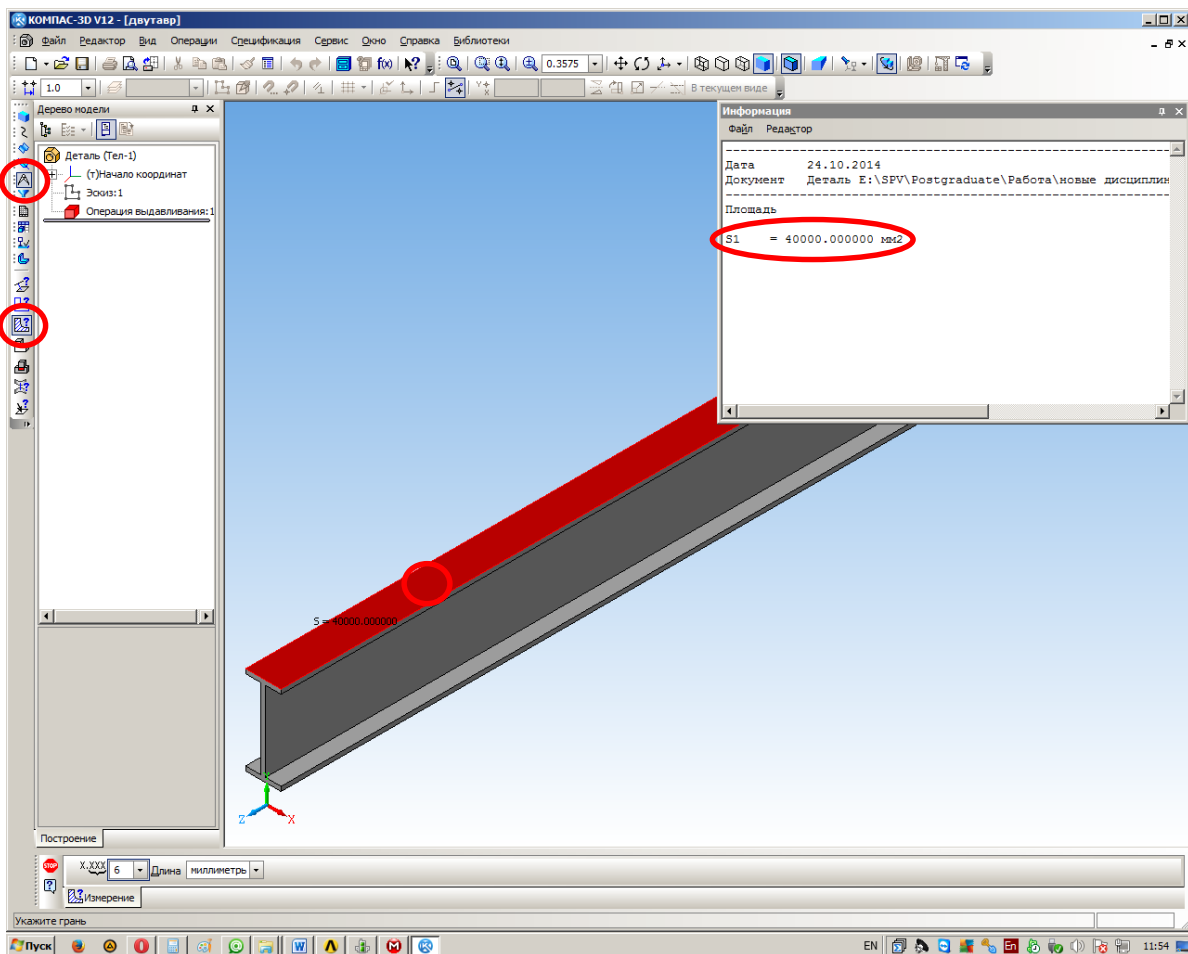 КОМПАС-3D V12 - [двутавр]
Файл Редактор Вид Операции Спецификация Сервис Окно Справка Библиотеки
f(x) 0.3575
1.0 В текущем виде
Дерево модели
Деталь (Тел-1)
(т)Начало координат
Эскиз:1
Операция выдавливания:1
Информация
Файл Редактор
Дата 24.10.2014
Документ Деталь E:\SPV\Postgraduate\Работа\новые дисциплин
Площадь
S1 = 40000.000000 мм2
S = 40000.000000
Z X
Построение
STOP X.XXX 6 Длина миллиметрь
Измерение
Укажите грань
Пуск W EN En 11:54